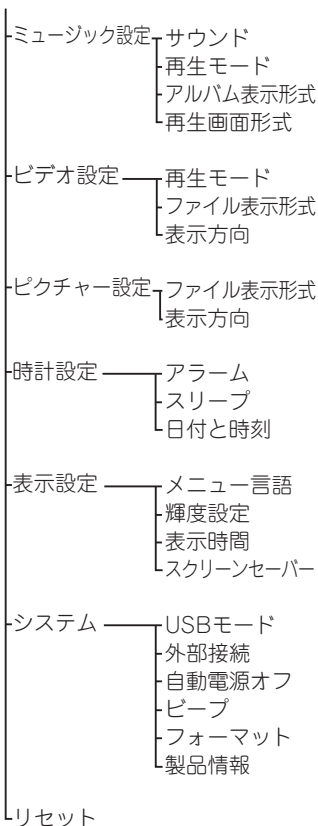 ミュージック設定 サウンド
再生モード
アルバム表示形式
再生画面形式
ビデオ設定 再生モード
ファイル表示形式
表示方向
ピクチャー設定 ファイル表示形式
表示方向
時計設定 アラーム
スリープ
日付と時刻
表示設定 メニュー言語
輝度設定
表示時間
スクリーンセーバー
システム USBモード
外部接続
自動電源オフ
ビープ
フォーマット
製品情報
リセット